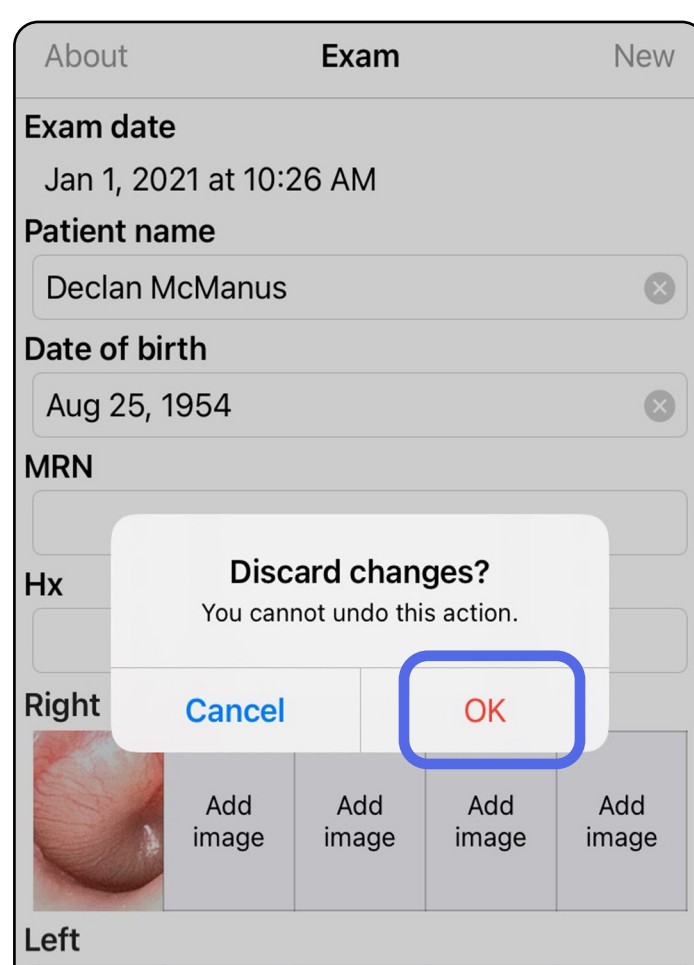 About Exam New
Exam date
Jan 1, 2021 at 10:26 AM
Patient name
Declan McManus
Date of birth
Aug 25, 1954
MRN
Discard changes?
You cannot undo this action.
Hx
Cancel OK
Right
Add image
Add image
Add image
Add image
Left